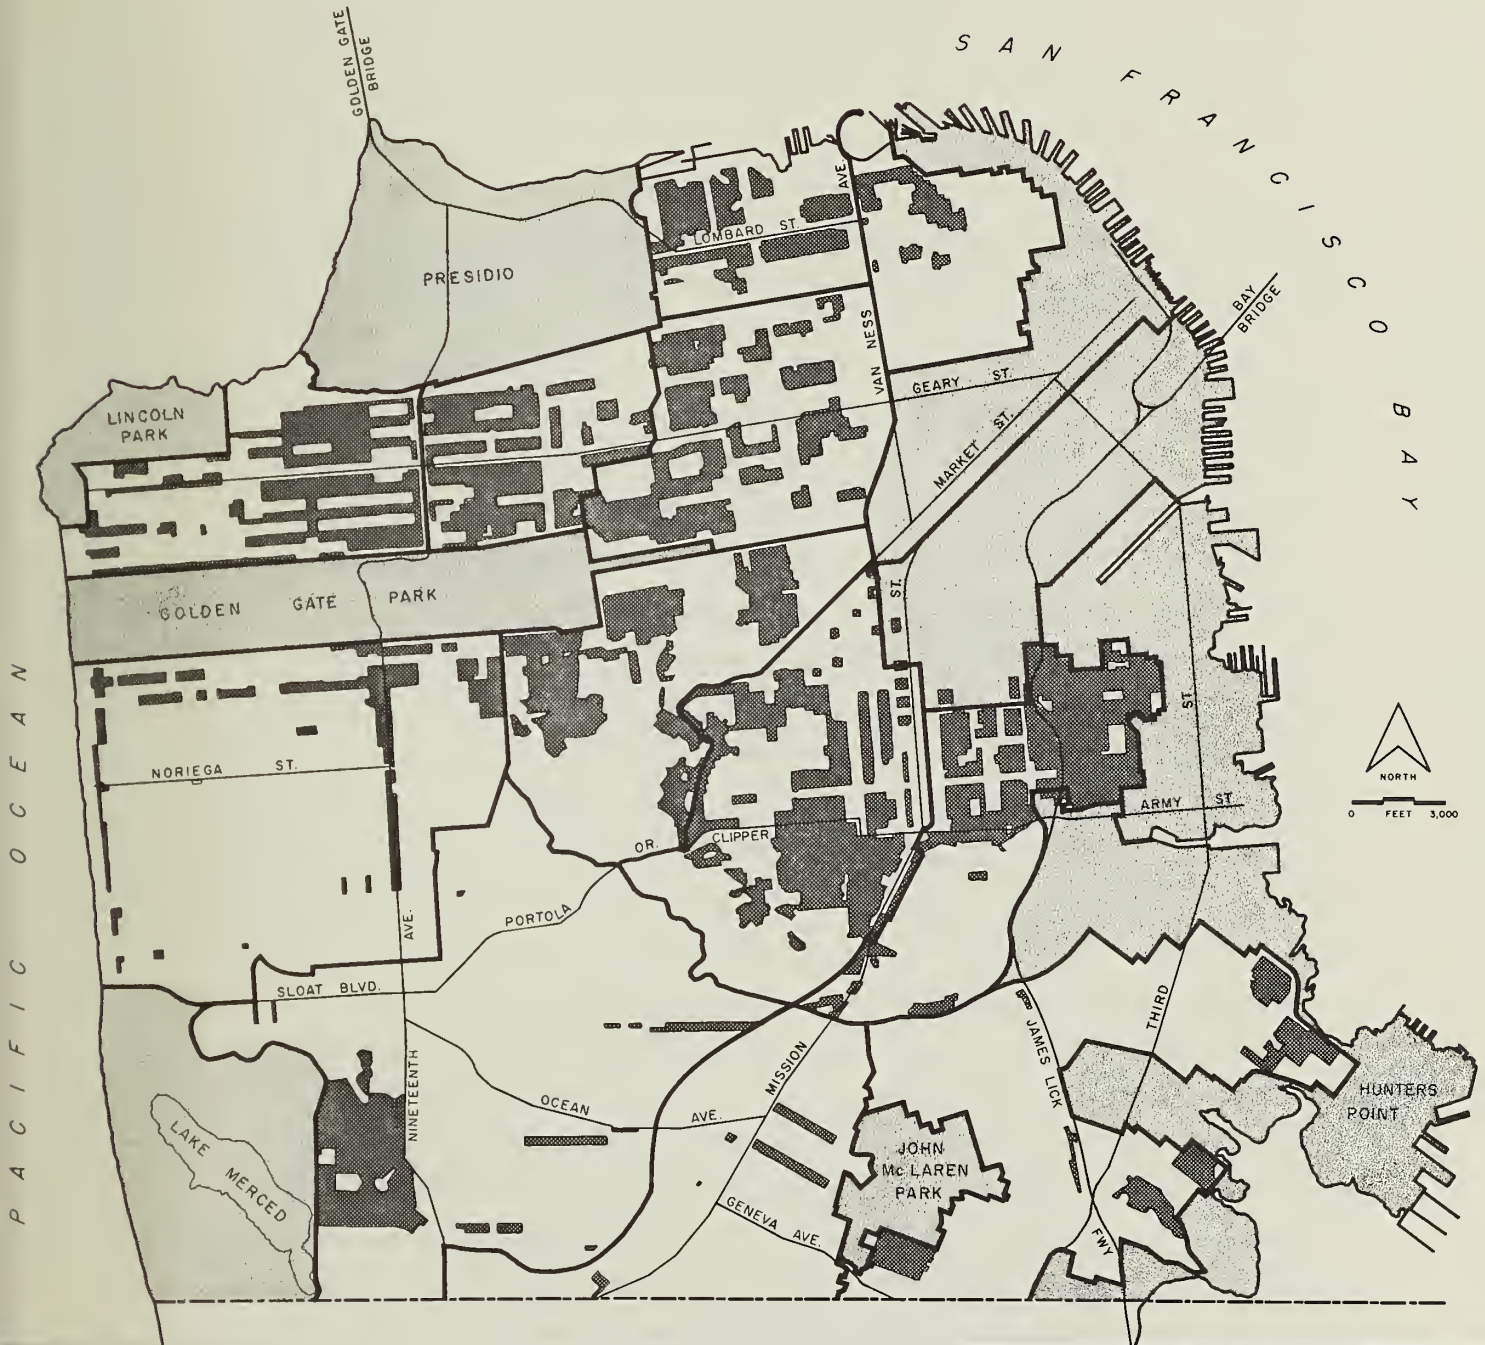 GOLDEN GATE
BRIDGE
SAN FRANCISCO BAY
PACIFIC OCEAN
PRESIDIO
LOMBARD ST.
VAN NESS AVE.
BAY
BRIDGE
LINCOLN
PARK
GEARY ST.
MARKET ST.
GOLDEN GATE PARK
ST.
ST.
NORIEGA ST.
NORTH
0 FEET 3,000
ARMY ST.
CLIPPER
OR.
PORTOLA
AVE.
SLOAT BLVD.
NINETEENTH
THIRD
JAMES LICK
FWY
MISSION
OCEAN AVE.
HUNTERS
POINT
LAKE
MERCED
JOHN
Mc LAREN
PARK
GENEVA AVE.